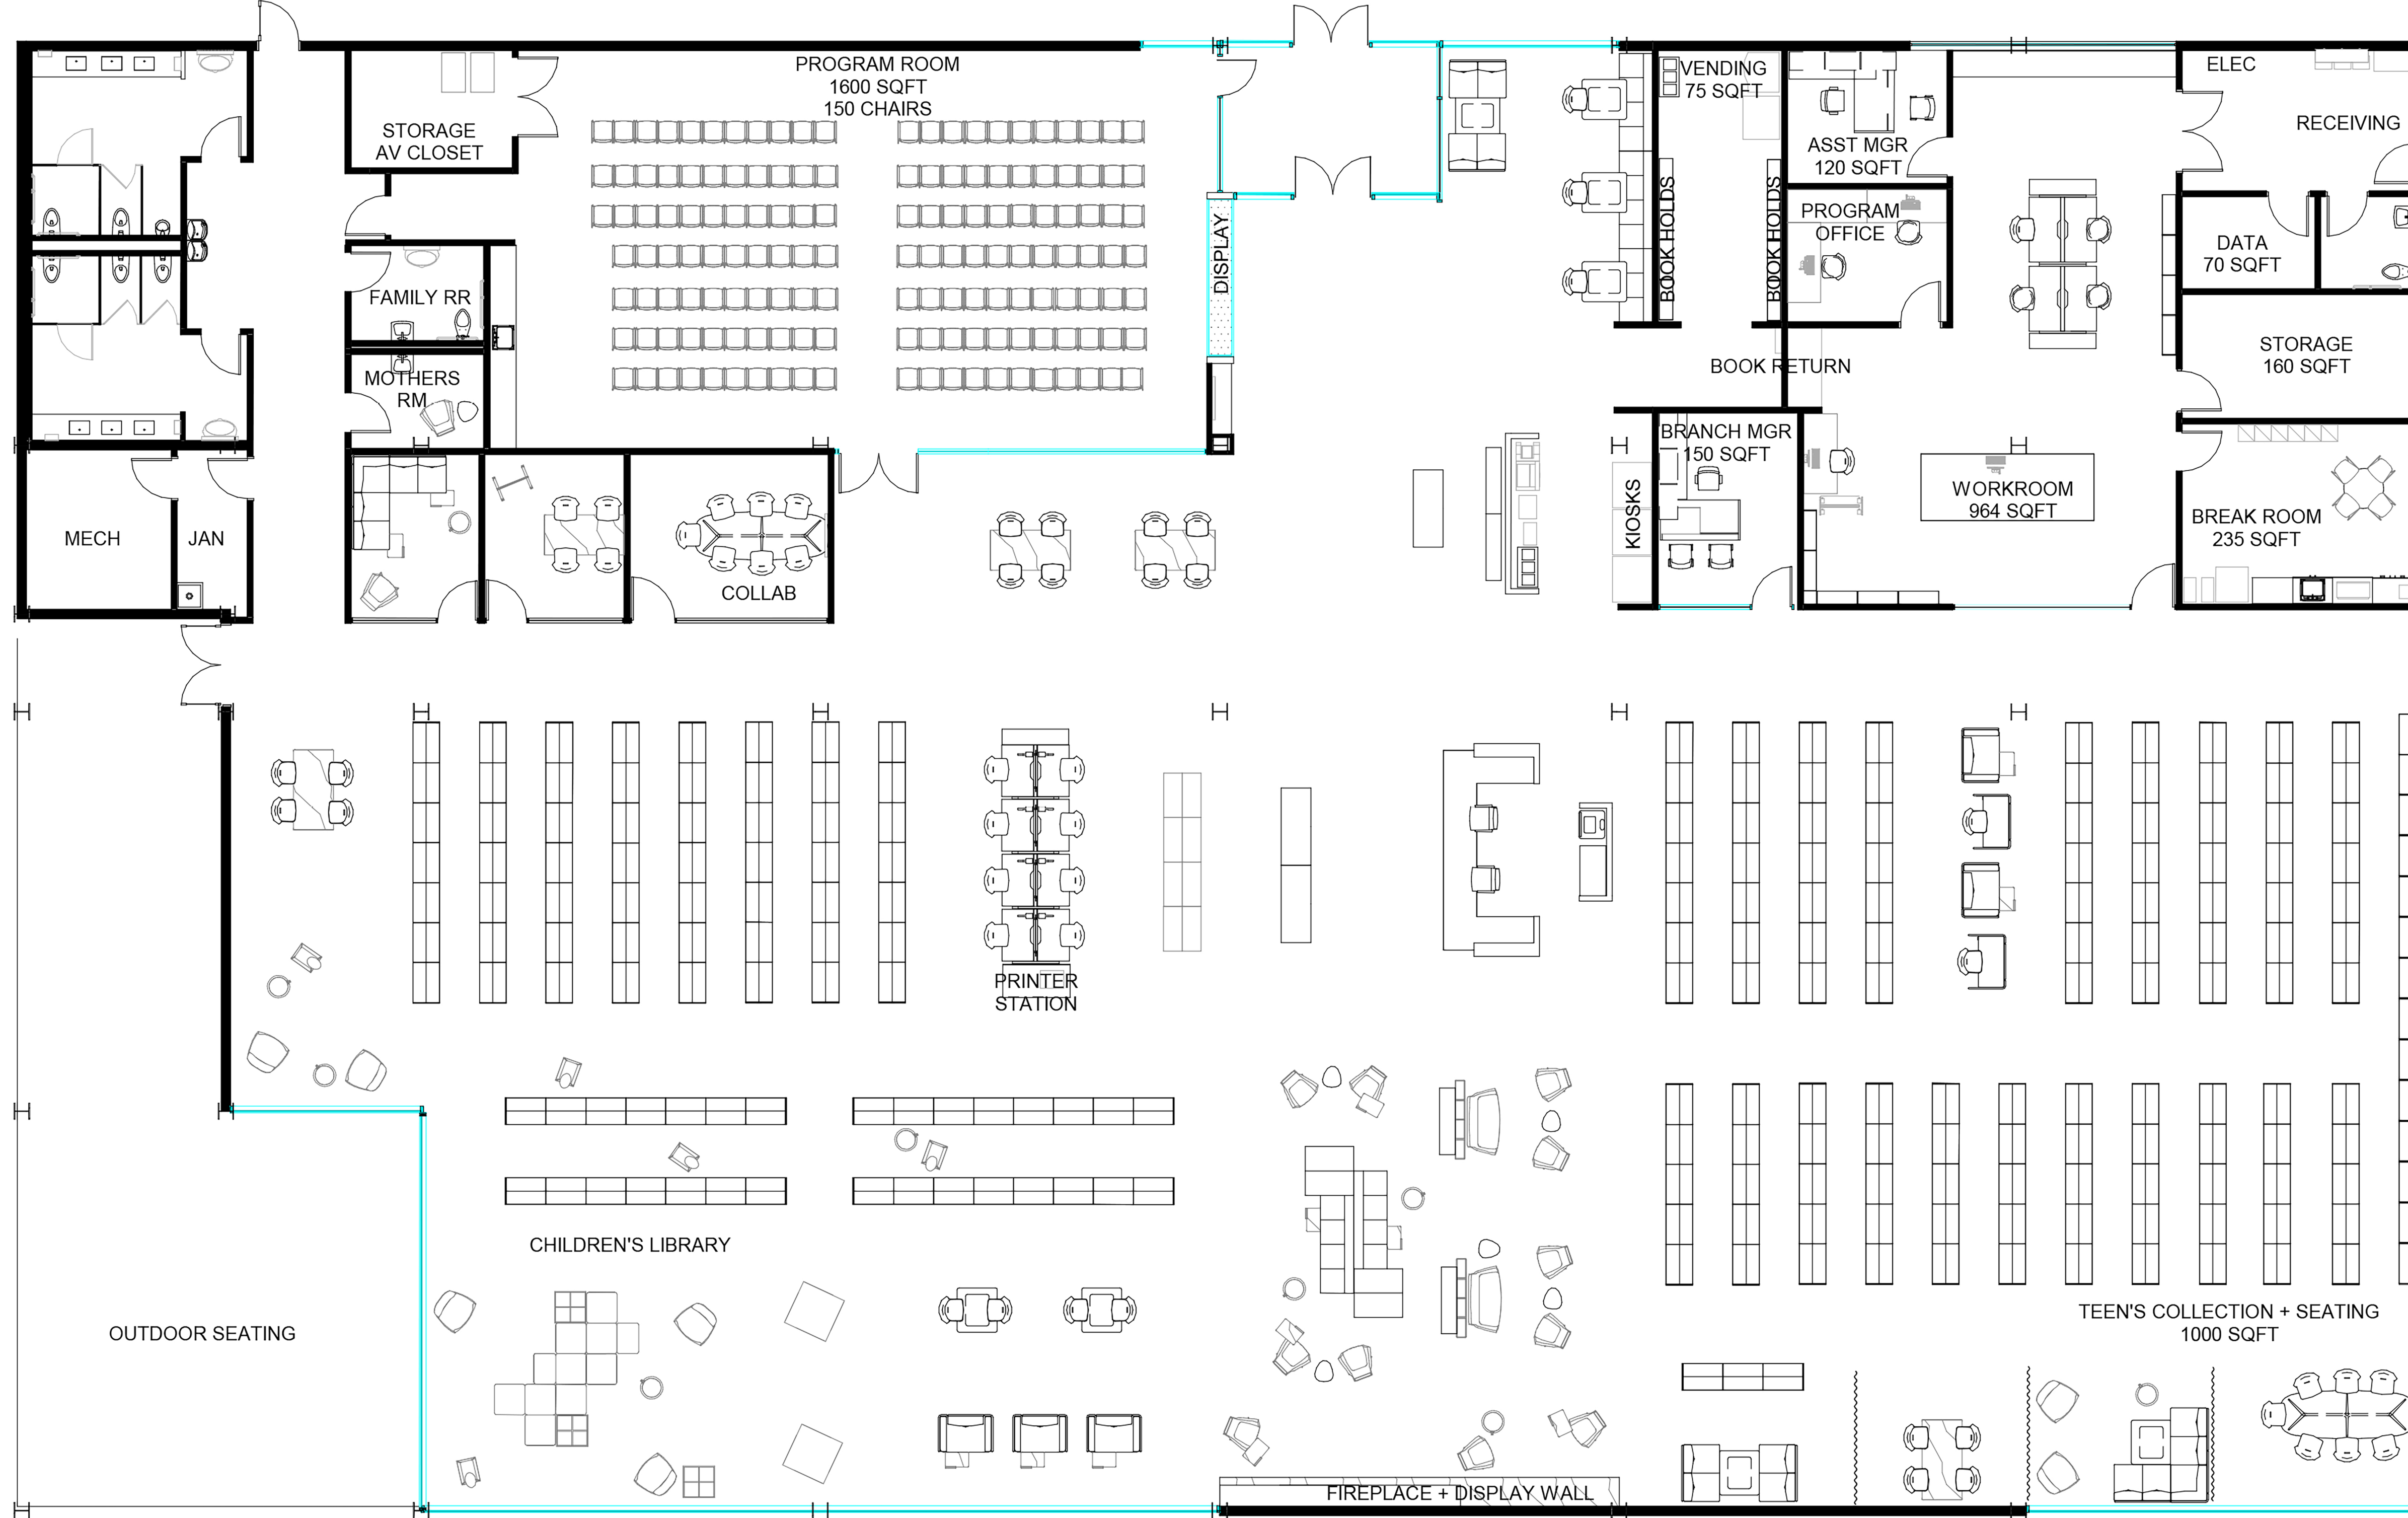 PROGRAM ROOM
1600 SQFT
150 CHAIRS
STORAGE
AV CLOSET
VENDING
75 SQFT
ELEC
RECEIVING
ASST MGR
120 SQFT
BOOK HOLDS
BOOK HOLDS
PROGRAM
OFFICE
DISPLAY
DATA
70 SQFT
FAMILY RR
STORAGE
160 SQFT
BOOK RETURN
MOTHERS
RM
BRANCH MGR
150 SQFT
KIOSKS
WORKROOM
964 SQFT
BREAK ROOM
235 SQFT
MECH
JAN
COLLAB
PRINTER
STATION
CHILDREN'S LIBRARY
OUTDOOR SEATING
TEEN'S COLLECTION + SEATING
1000 SQFT
FIREPLACE + DISPLAY WALL